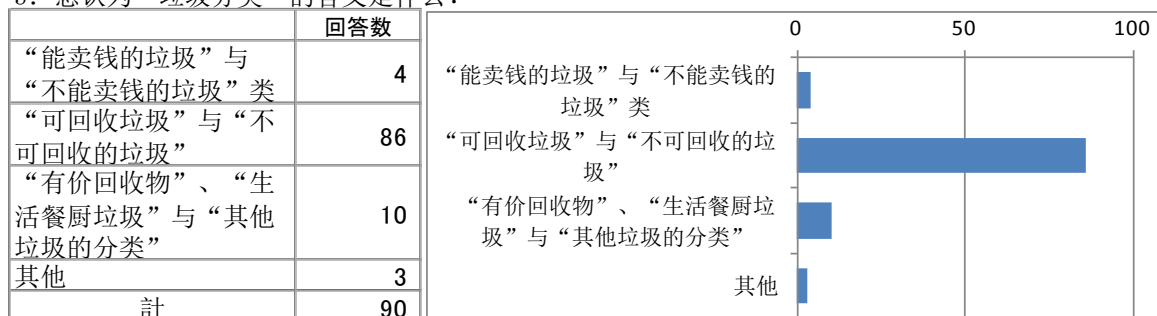 回答数
“能卖钱的垃圾”与
“不能卖钱的垃圾”类
4
“可回收垃圾”与“不
可回收的垃圾”
86
“有价回收物”、“生
活餐厨垃圾”与“其他
垃圾的分类”
10
其他
3
計
90
0 50 100
“能卖钱的垃圾”与“不能卖钱的
垃圾”类
“可回收垃圾”与“不可回收的垃
圾”
“有价回收物”、“生活餐厨垃
圾”与“其他垃圾的分类”
其他